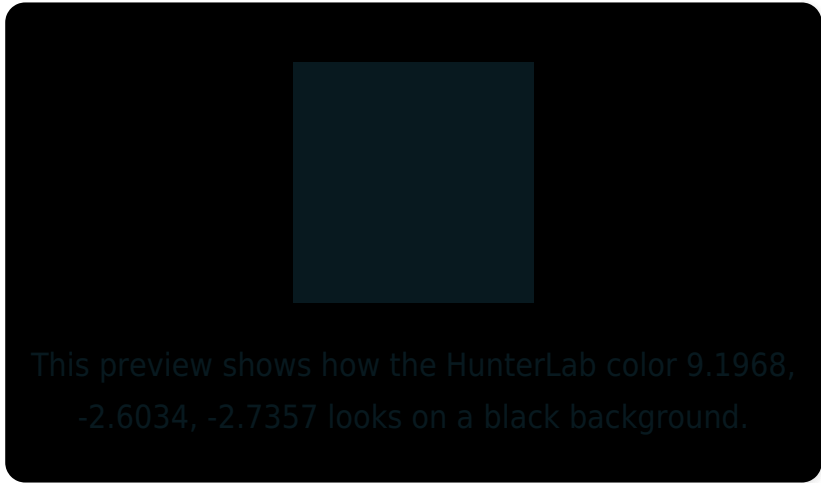 This preview shows how the HunterLab color 9.1968,
-2.6034, -2.7357 looks on a black background.